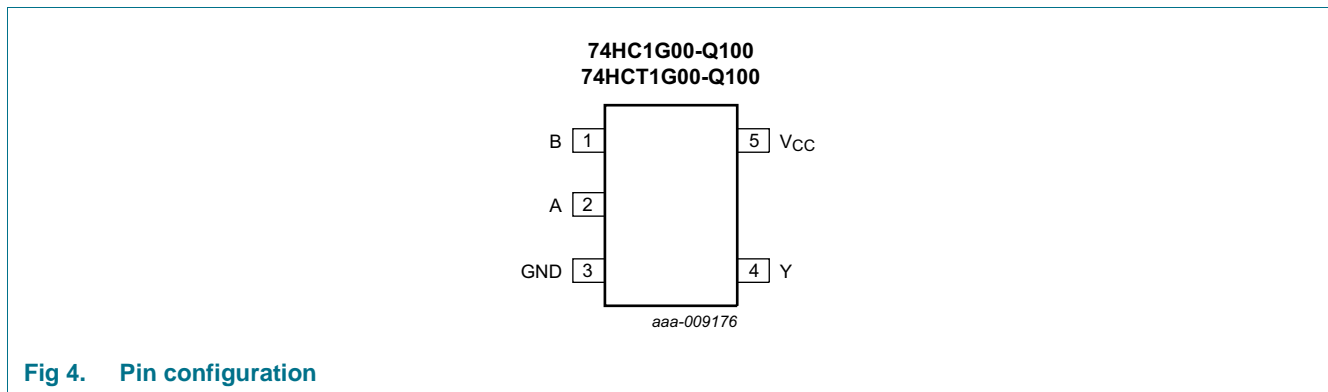 74HC1G00-Q100
74HCT1G00-Q100
B 1
5 VCC
A 2
GND 3
4 Y
aaa-009176
Fig 4. Pin configuration